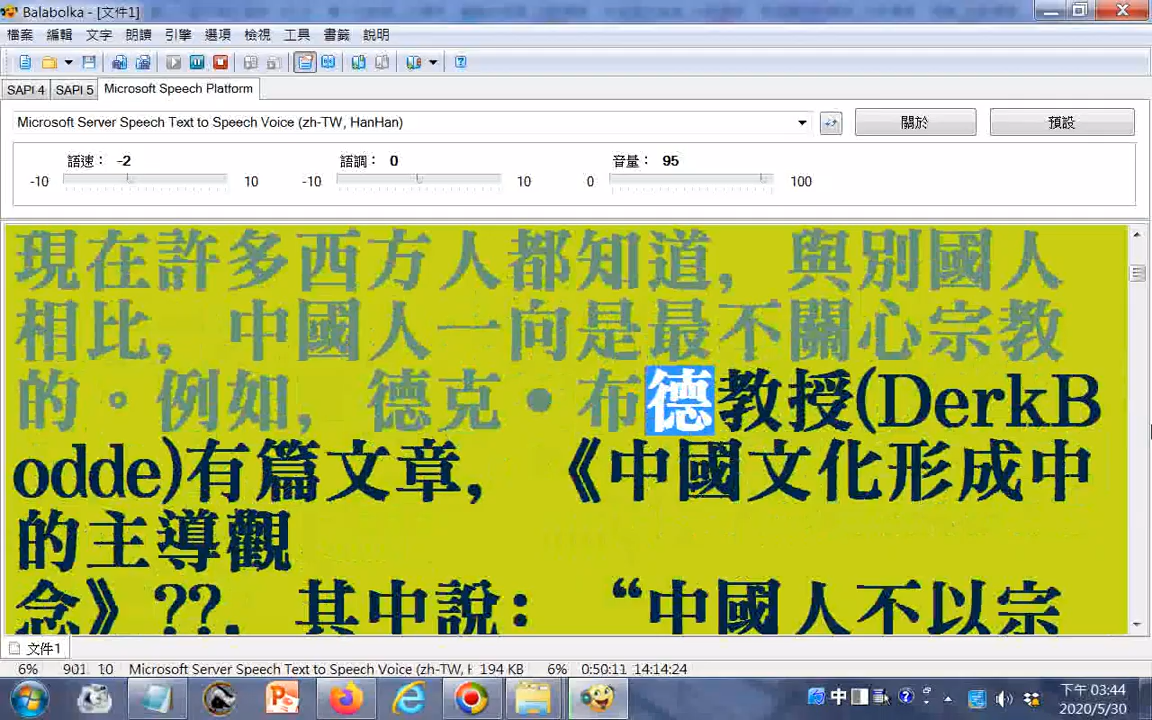 Balabolka - [文件1]
檔案 編輯 文字 朗讀 引擎 選項 檢視 工具 書籤 說明
SAPI 4 SAPI 5 Microsoft Speech Platform
Microsoft Server Speech Text to Speech Voice (zh-TW, HanHan) 關於 預設
語速： -2 語調： 0 音量： 95
-10 10 -10 10 0 100
現在許多西方人都知道，與別國人
相比，中國人一向是最不關心宗教
的。例如，德克•布德教授(DerkB
odde)有篇文章，《中國文化形成中
的主導觀
念》??，其中說：“中國人不以宗
文件1
6% 901 10 Microsoft Server Speech Text to Speech Voice (zh-TW, H 194 KB 6% 0:50:11 14:14:24
中 下午 03:44
2020/5/30